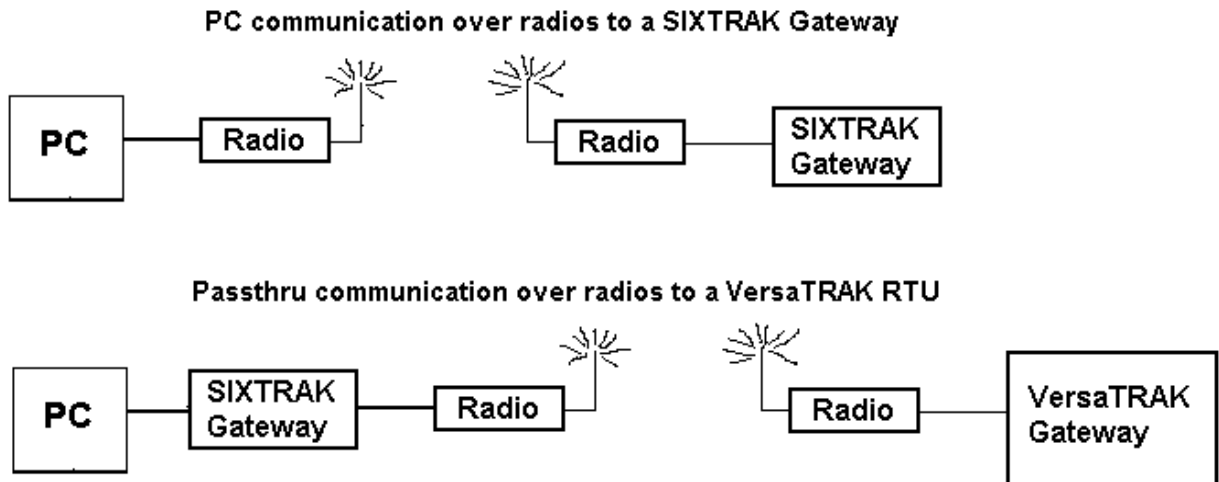 PC communication over radios to a SIXTRAK Gateway
PC
Radio
Radio
SIXTRAK
Gateway
Passthru communication over radios to a VersaTRAK RTU
PC
SIXTRAK
Gateway
Radio
Radio
VersaTRAK
Gateway